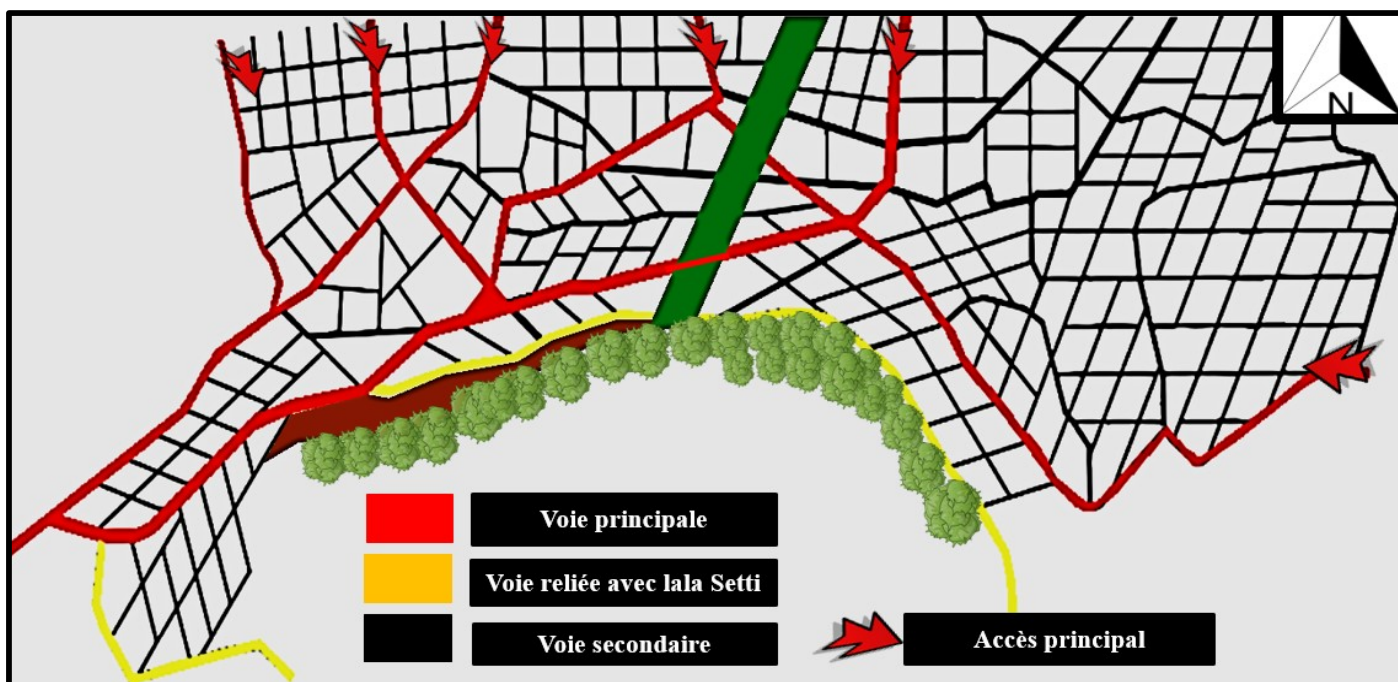 N
Voie principale
Voie reliée avec lala Setti
Voie secondaire
Accès principal